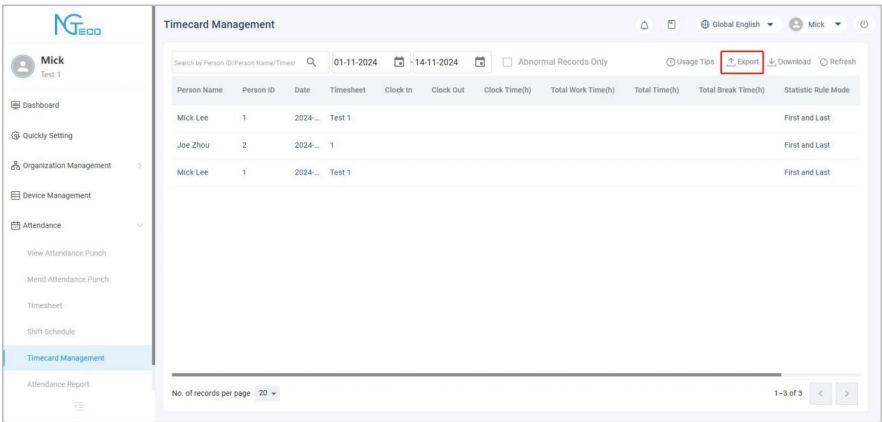 NGTECO
Timecard Management
Global English
Mick
Mick
Test 1
Search by Person ID/Person Name/Timest
01-11-2024 - 14-11-2024
Abnormal Records Only
Usage Tips
Export
Download
Refresh
Person Name Person ID Date Timesheet Clock In Clock Out Clock Time(h) Total Work Time(h) Total Time(h) Total Break Time(h) Statistic Rule Mode
Mick Lee 1 2024-... Test 1 First and Last
Joe Zhou 2 2024-... 1 First and Last
Mick Lee 1 2024-... Test 1 First and Last
Dashboard
Quickly Setting
Organization Management
Device Management
Attendance
View Attendance Punch
Mend Attendance Punch
Timesheet
Shift Schedule
Timecard Management
Attendance Report
No. of records per page 20
1-3 of 3